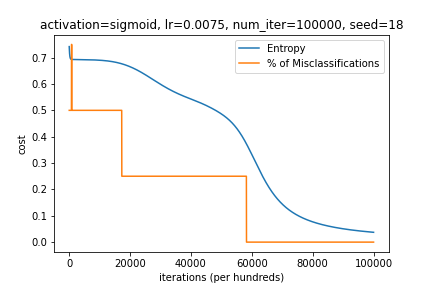 activation=sigmoid, lr=0.0075, num_iter=100000, seed=18
Entropy
% of Misclassifications
0.7
0.6
0.5
0.4
0.3
0.2
0.1
0.0
cost
0 20000 40000 60000 80000 100000
iterations (per hundreds)